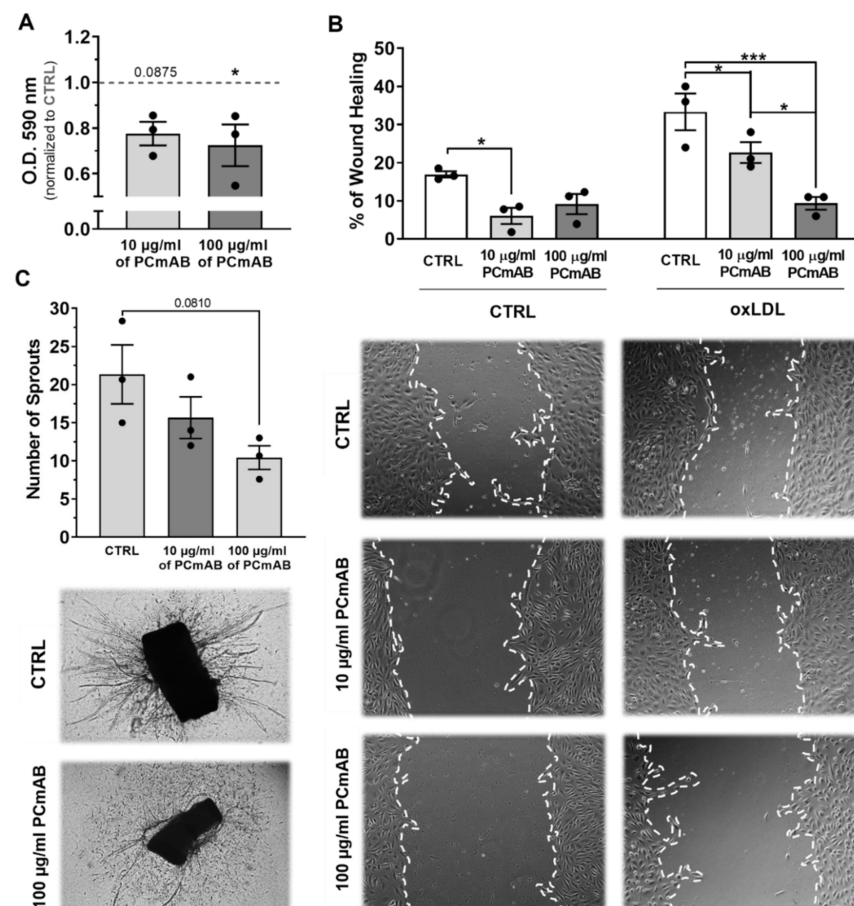 A
O.D. 590 nm
(normalized to CTRL)
1.2
1.0
0.8
0.6
0.0
0.0875
*
10 µg/ml
of PCmAB
100 µg/ml
of PCmAB
B
% of Wound Healing
50
40
30
20
10
0
*
***
*
*
CTRL
10 µg/ml
PCmAB
100 µg/ml
PCmAB
CTRL
10 µg/ml
PCmAB
100 µg/ml
PCmAB
CTRL
oxLDL
C
Number of Sprouts
30
25
20
15
10
5
0
0.0810
CTRL
10 µg/ml
of PCmAB
100 µg/ml
of PCmAB
CTRL
100 µg/ml PCmAB
CTRL
10 µg/ml PCmAB
100 µg/ml PCmAB